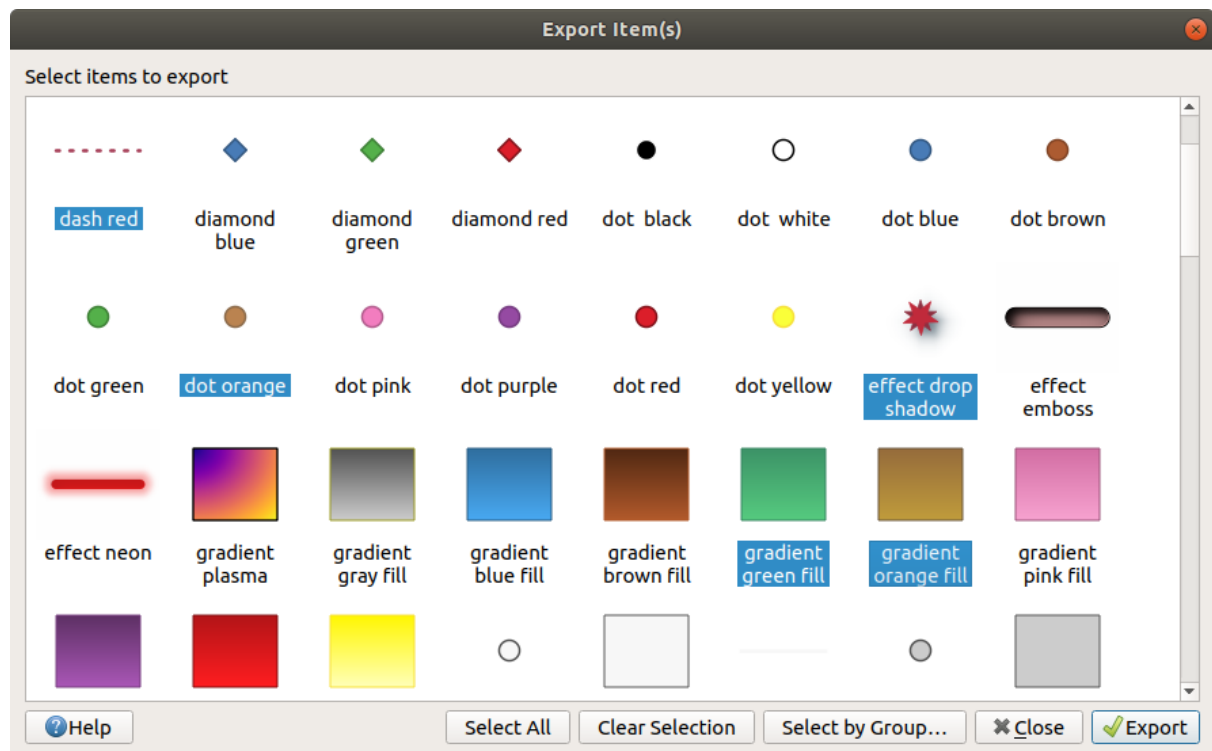 Export Item(s)
Select items to export
dash red
diamond
blue
diamond
green
diamond red
dot  black
dot  white
dot blue
dot brown
dot green
dot orange
dot pink
dot purple
dot red
dot yellow
effect drop
shadow
effect
emboss
effect neon
gradient
plasma
gradient
gray fill
gradient
blue fill
gradient
brown fill
gradient
green fill
gradient
orange fill
gradient
pink fill
Help
Select All
Clear Selection
Select by Group...
Close
Export